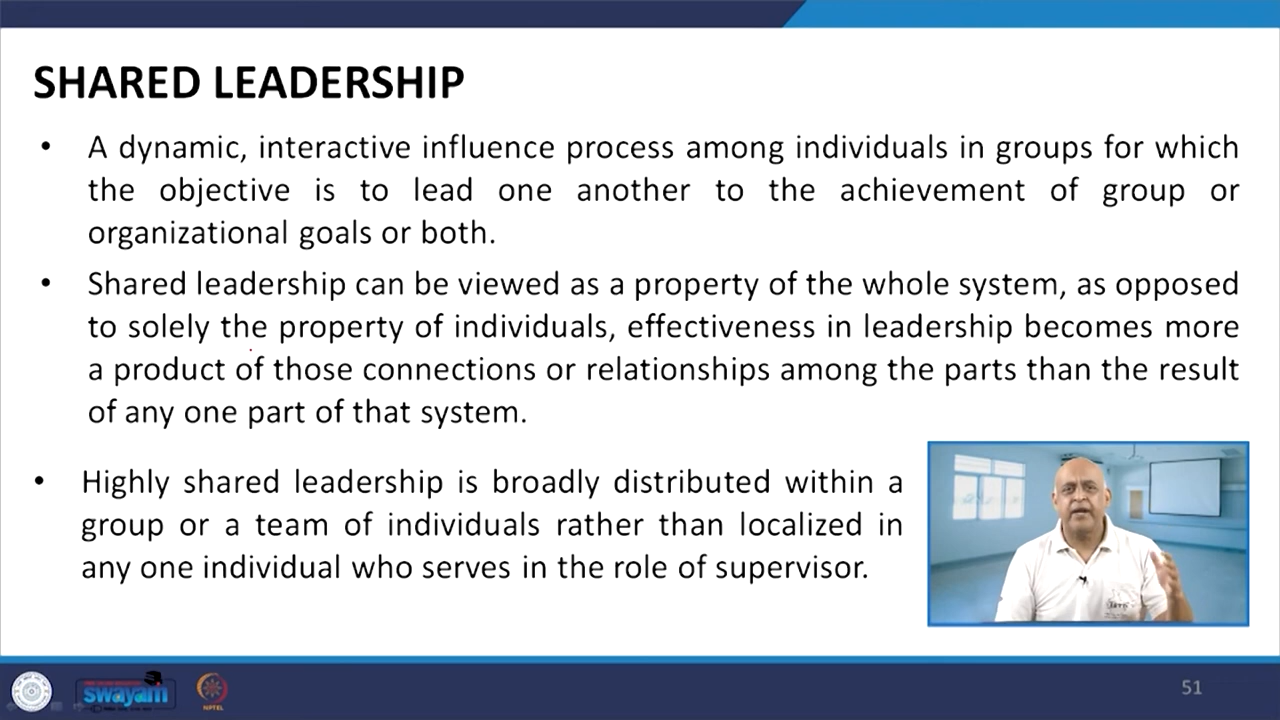 SHARED LEADERSHIP
• A dynamic, interactive influence process among individuals in groups for which
the objective is to lead one another to the achievement of group or
organizational goals or both.
• Shared leadership can be viewed as a property of the whole system, as opposed
to solely the property of individuals, effectiveness in leadership becomes more
a product of those connections or relationships among the parts than the result
of any one part of that system.
• Highly shared leadership is broadly distributed within a
group or a team of individuals rather than localized in
any one individual who serves in the role of supervisor.
swayam
NPTEL
51